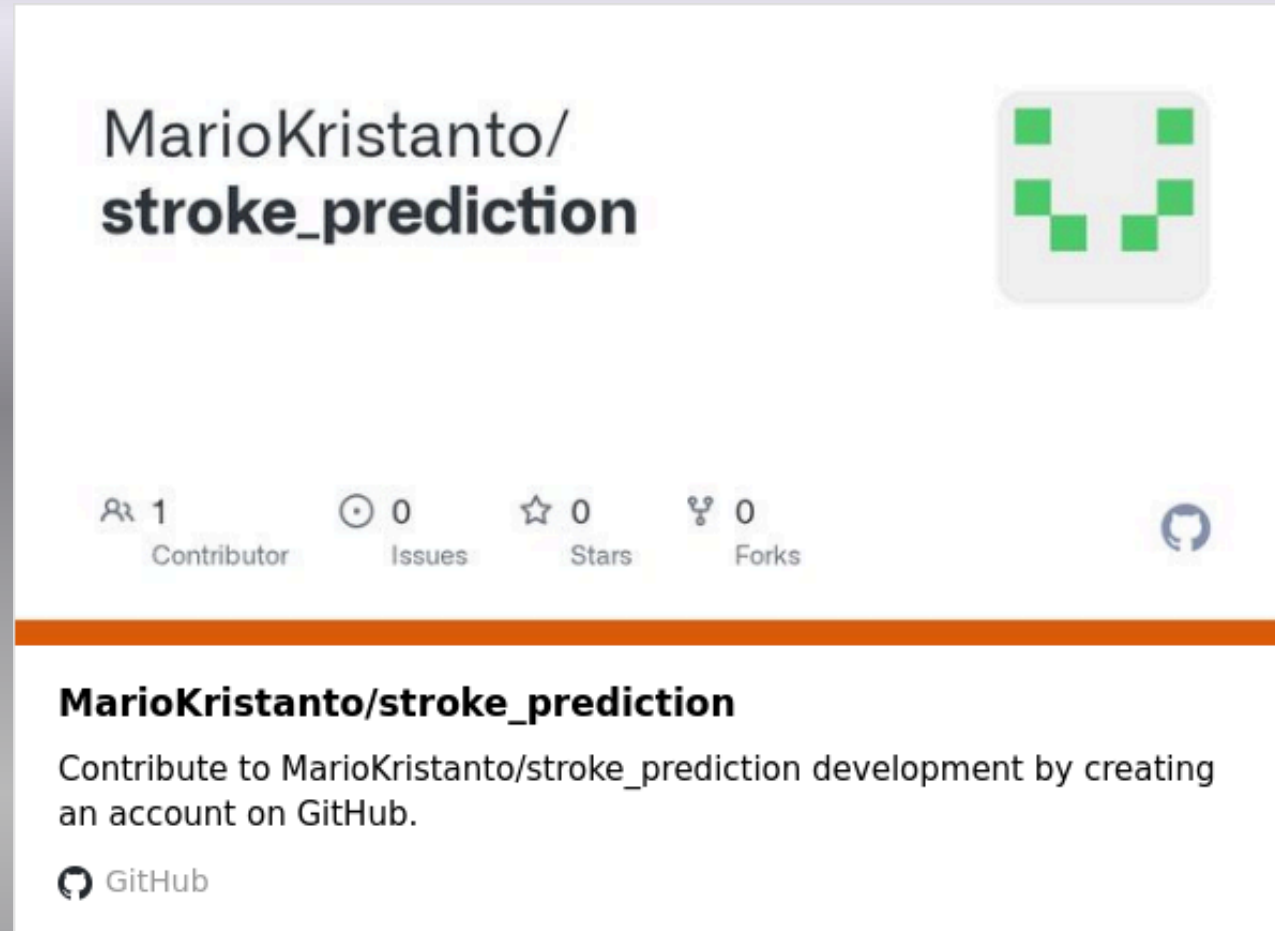 MarioKristanto/
stroke_prediction
1
Contributor
0
Issues
0
Stars
0
Forks
MarioKristanto/stroke_prediction
Contribute to MarioKristanto/stroke_prediction development by creating
an account on GitHub.
GitHub